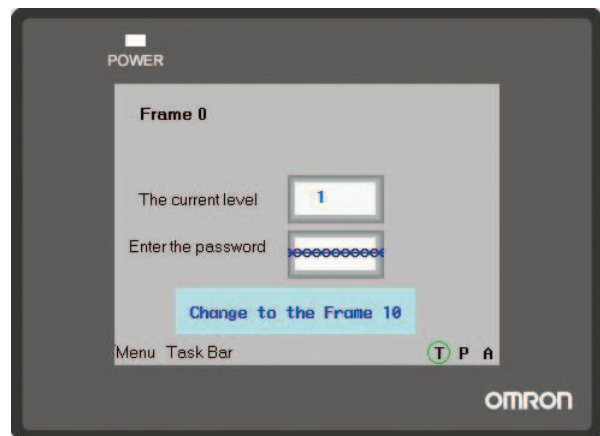 POWER
Frame 0
The current level 1
Enter the password
Change to the Frame 10
Menu Task Bar T P A
OMRON